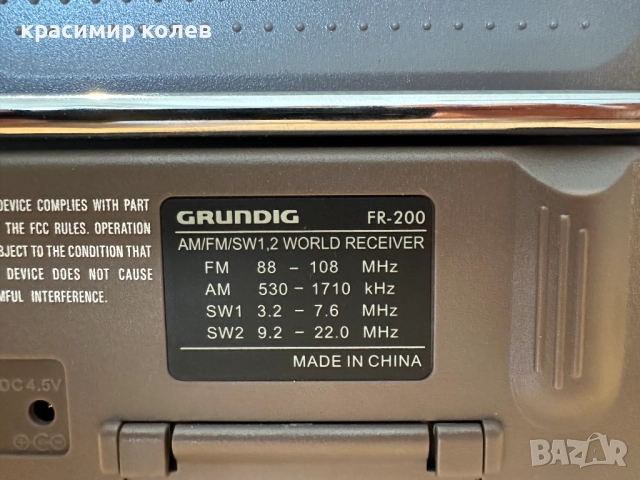 красимир колев
DEVICE COMPLIES WITH PART
THE FCC RULES. OPERATION
BJECT TO THE CONDITION THAT
DEVICE DOES NOT CAUSE
MFUL INTERFERENCE.
GRUNDIG FR-200
AM/FM/SW1,2 WORLD RECEIVER
FM 88 – 108 MHz
AM 530 – 1710 kHz
SW1 3.2 – 7.6 MHz
SW2 9.2 – 22.0 MHz
MADE IN CHINA
DC 4.5V
BAZAR